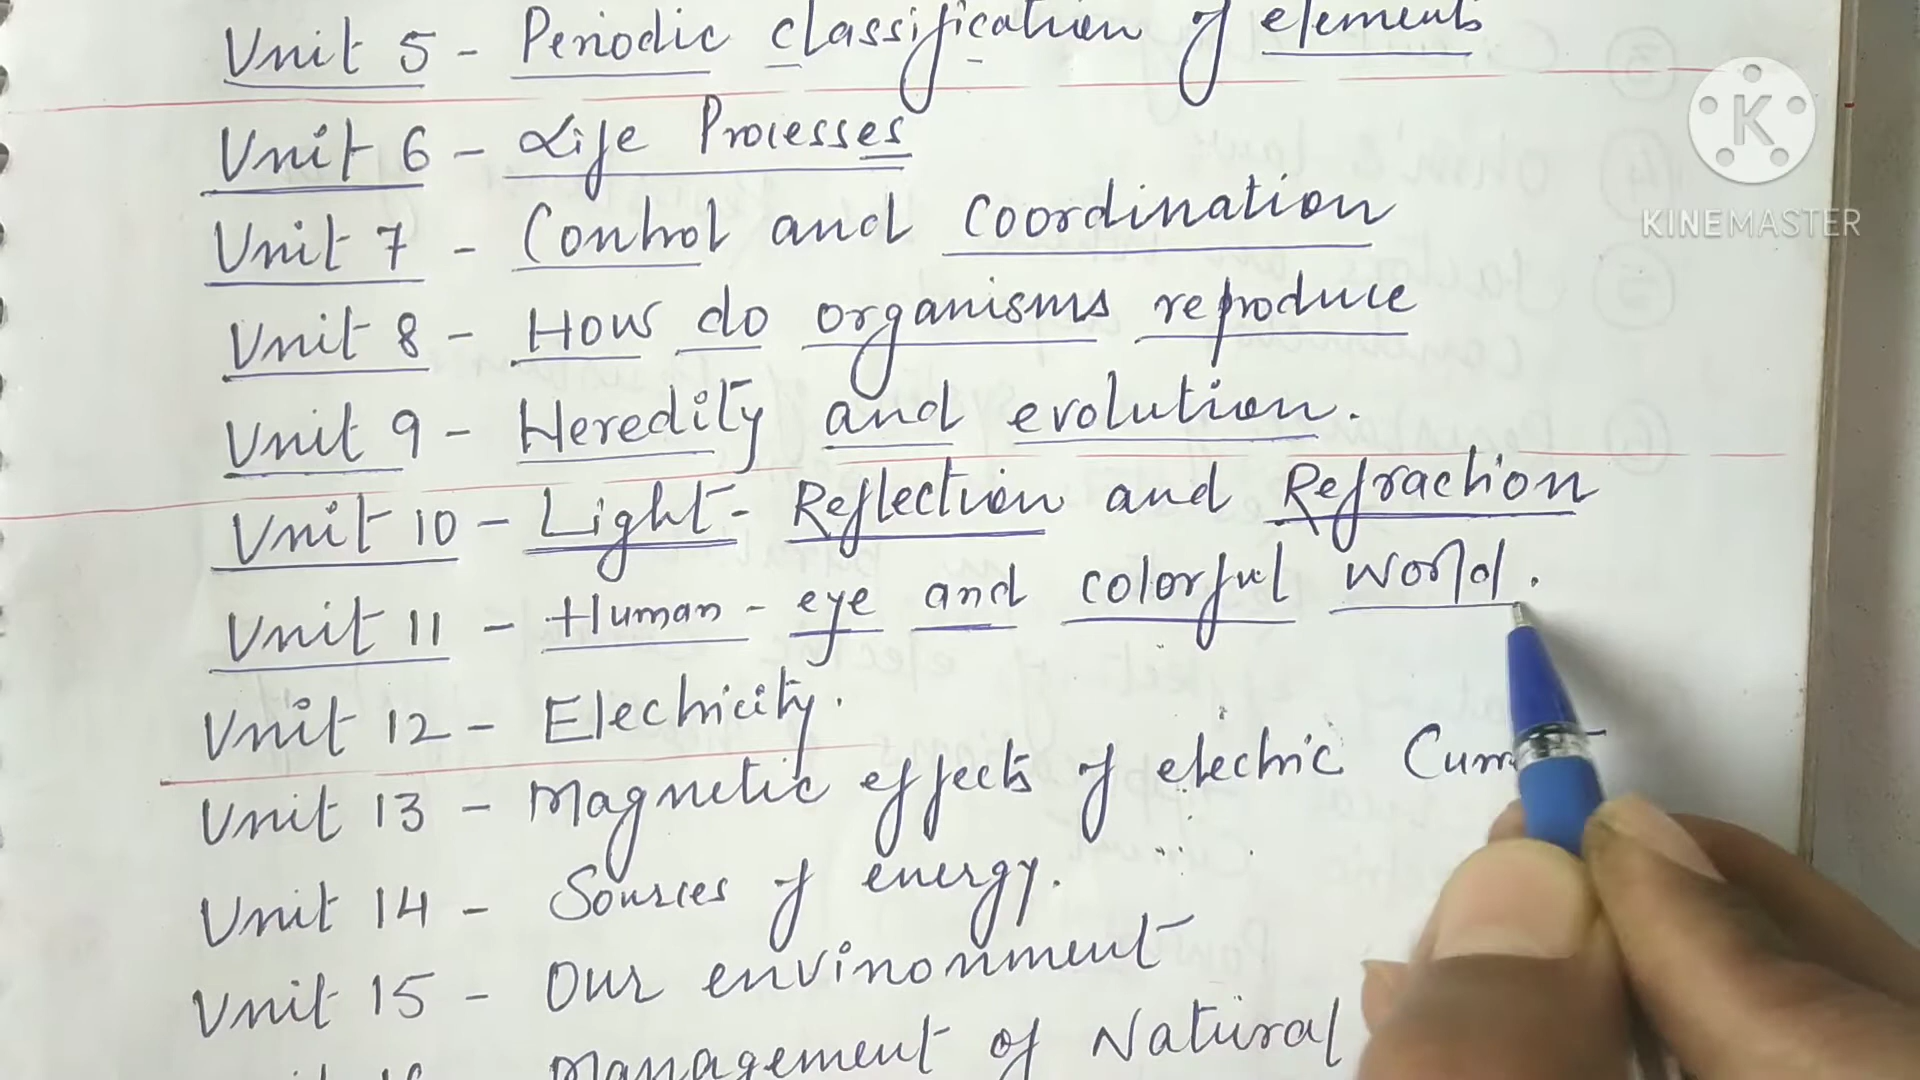 Unit 5 - Periodic classification of elements
Unit 6 - Life Processes
Unit 7 - Control and coordination
Unit 8 - How do organisms reproduce
Unit 9 - Heredity and evolution.
Unit 10 - Light - Reflection and Refraction
Unit 11 - Human - eye and colorful world.
Unit 12 - Electricity.
Unit 13 - Magnetic effects of electric
Unit 14 - Sources of energy.
Unit 15 - Our environment
Management of Natural
K
KINEMASTER